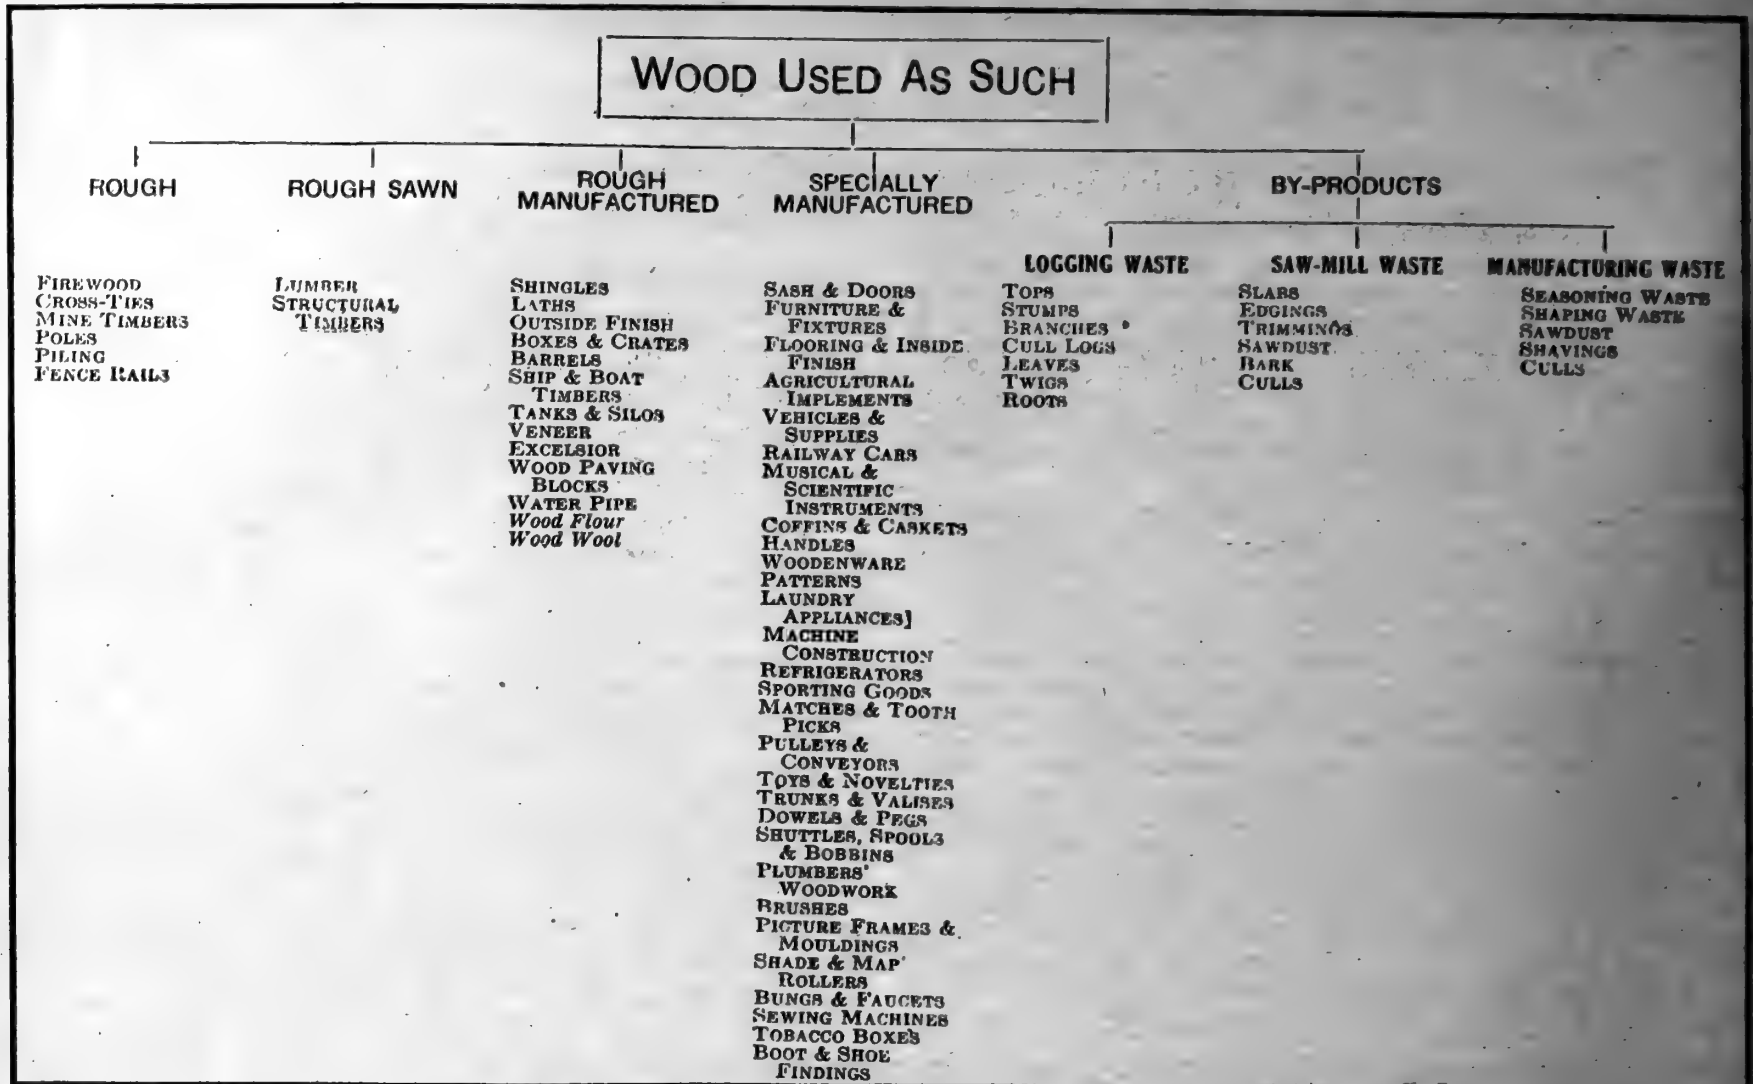 WOOD USED AS SUCH
ROUGH
FIREWOOD
CROSS-TIES
MINE TIMBERS
POLES
PILING
FENCE RAILS
ROUGH SAWN
LUMBER
STRUCTURAL
TIMBERS
ROUGH
MANUFACTURED
SHINGLES
LATHS
OUTSIDE FINISH
BOXES & CRATES
BARRELS
SHIP & BOAT
TIMBERS
TANKS & SILOS
VENEER
EXCELSIOR
WOOD PAVING
BLOCKS
WATER PIPE
Wood Flour
Wood Wool
SPECIALLY
MANUFACTURED
SASH & DOORS
FURNITURE &
FIXTURES
FLOORING & INSIDE
FINISH
AGRICULTURAL
IMPLEMENTS
VEHICLES &
SUPPLIES
RAILWAY CARS
MUSICAL &
SCIENTIFIC
INSTRUMENTS
COFFINS & CASKETS
HANDLES
WOODENWARE
PATTERNS
LAUNDRY
APPLIANCES]
MACHINE
CONSTRUCTION
REFRIGERATORS
SPORTING GOODS
MATCHES & TOOTH
PICKS
PULLEYS &
CONVEYORS
TOYS & NOVELTIES
TRUNKS & VALISES
DOWELS & PEGS
SHUTTLES, SPOOLS
& BOBBINS
PLUMBERS'
WOODWORK
BRUSHES
PICTURE FRAMES &
MOULDINGS
SHADE & MAP
ROLLERS
BUNGS & FAUCETS
SEWING MACHINES
TOBACCO BOXES
BOOT & SHOE
FINDINGS
BY-PRODUCTS
LOGGING WASTE
TOPS
STUMPS
BRANCHES
CULL LOGS
LEAVES
TWIGS
ROOTS
SAW-MILL WASTE
SLABS
EDGINGS
TRIMMINGS
SAWDUST
BARK
CULLS
MANUFACTURING WASTE
SEASONING WASTE
SHAPING WASTE
SAWDUST
SHAVINGS
CULLS